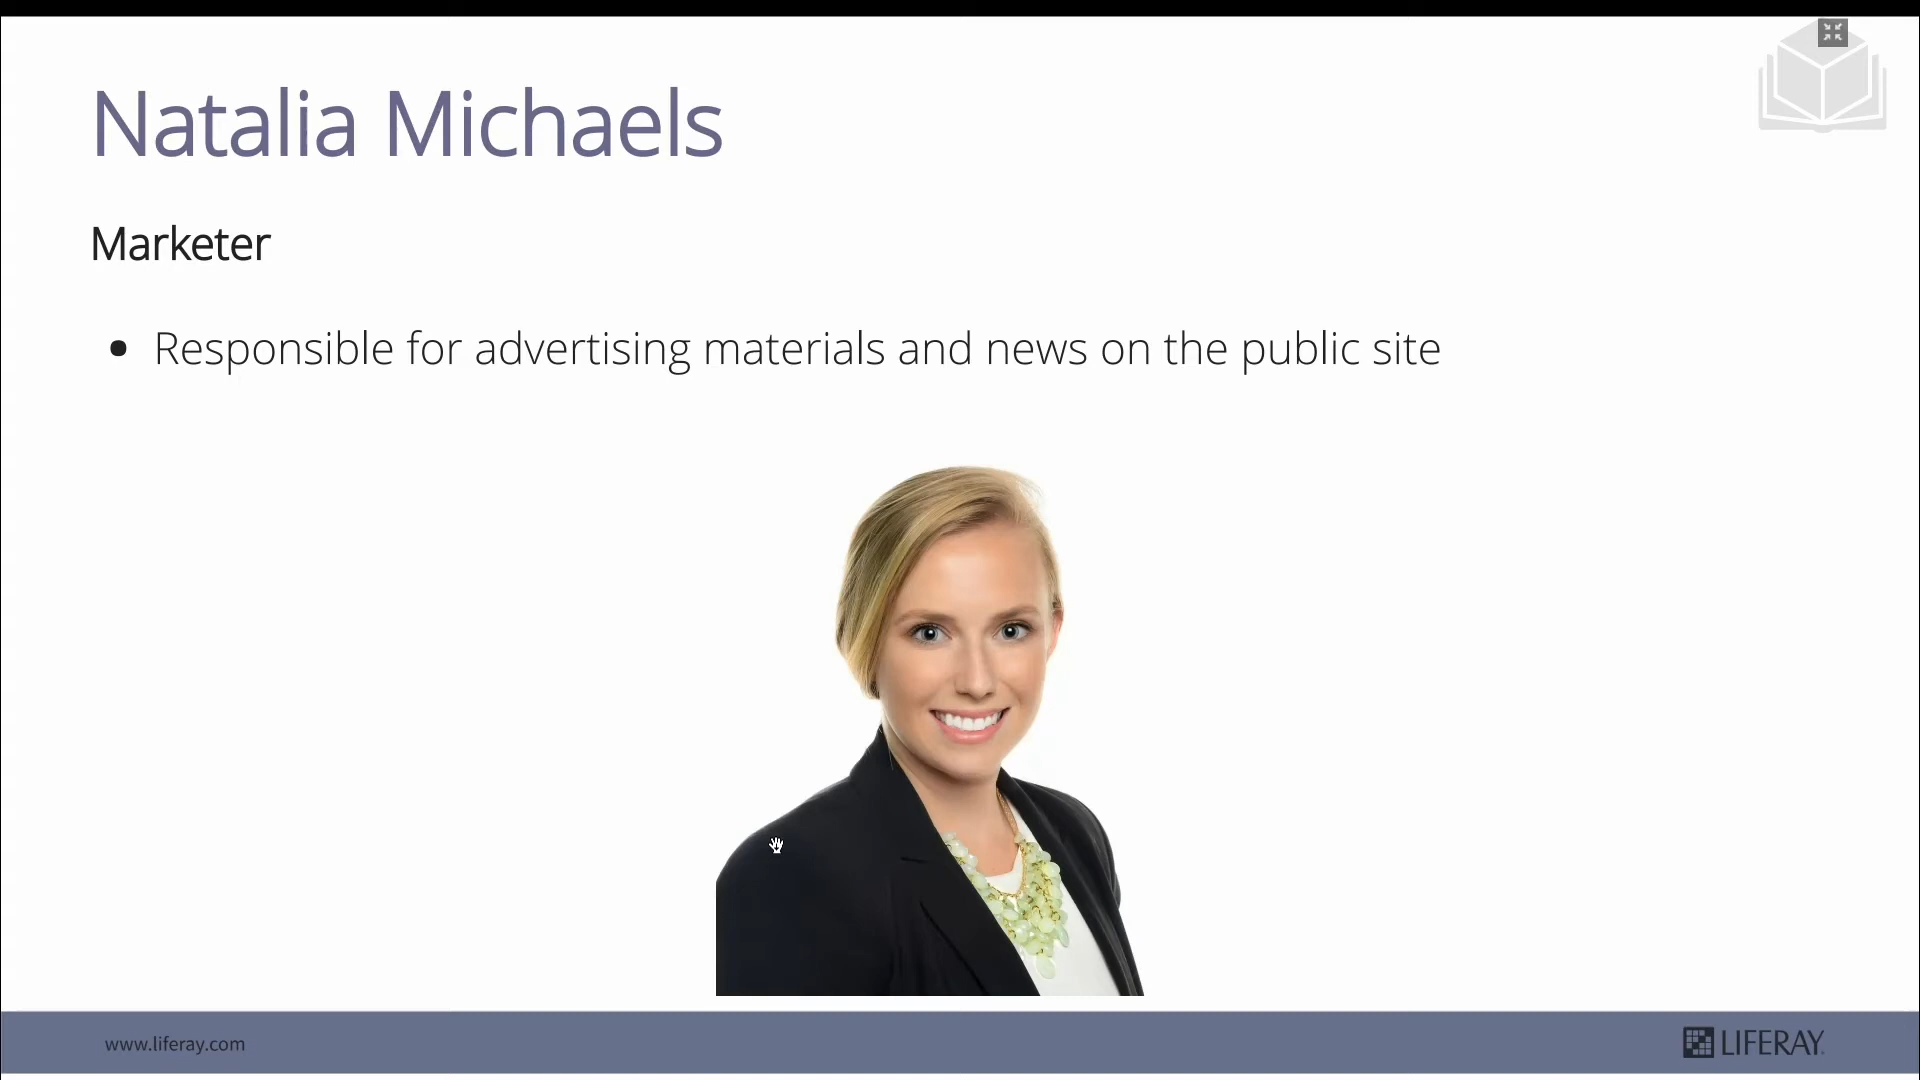 Natalia Michaels
Marketer
• Responsible for advertising materials and news on the public site
www.liferay.com
LIFERAY